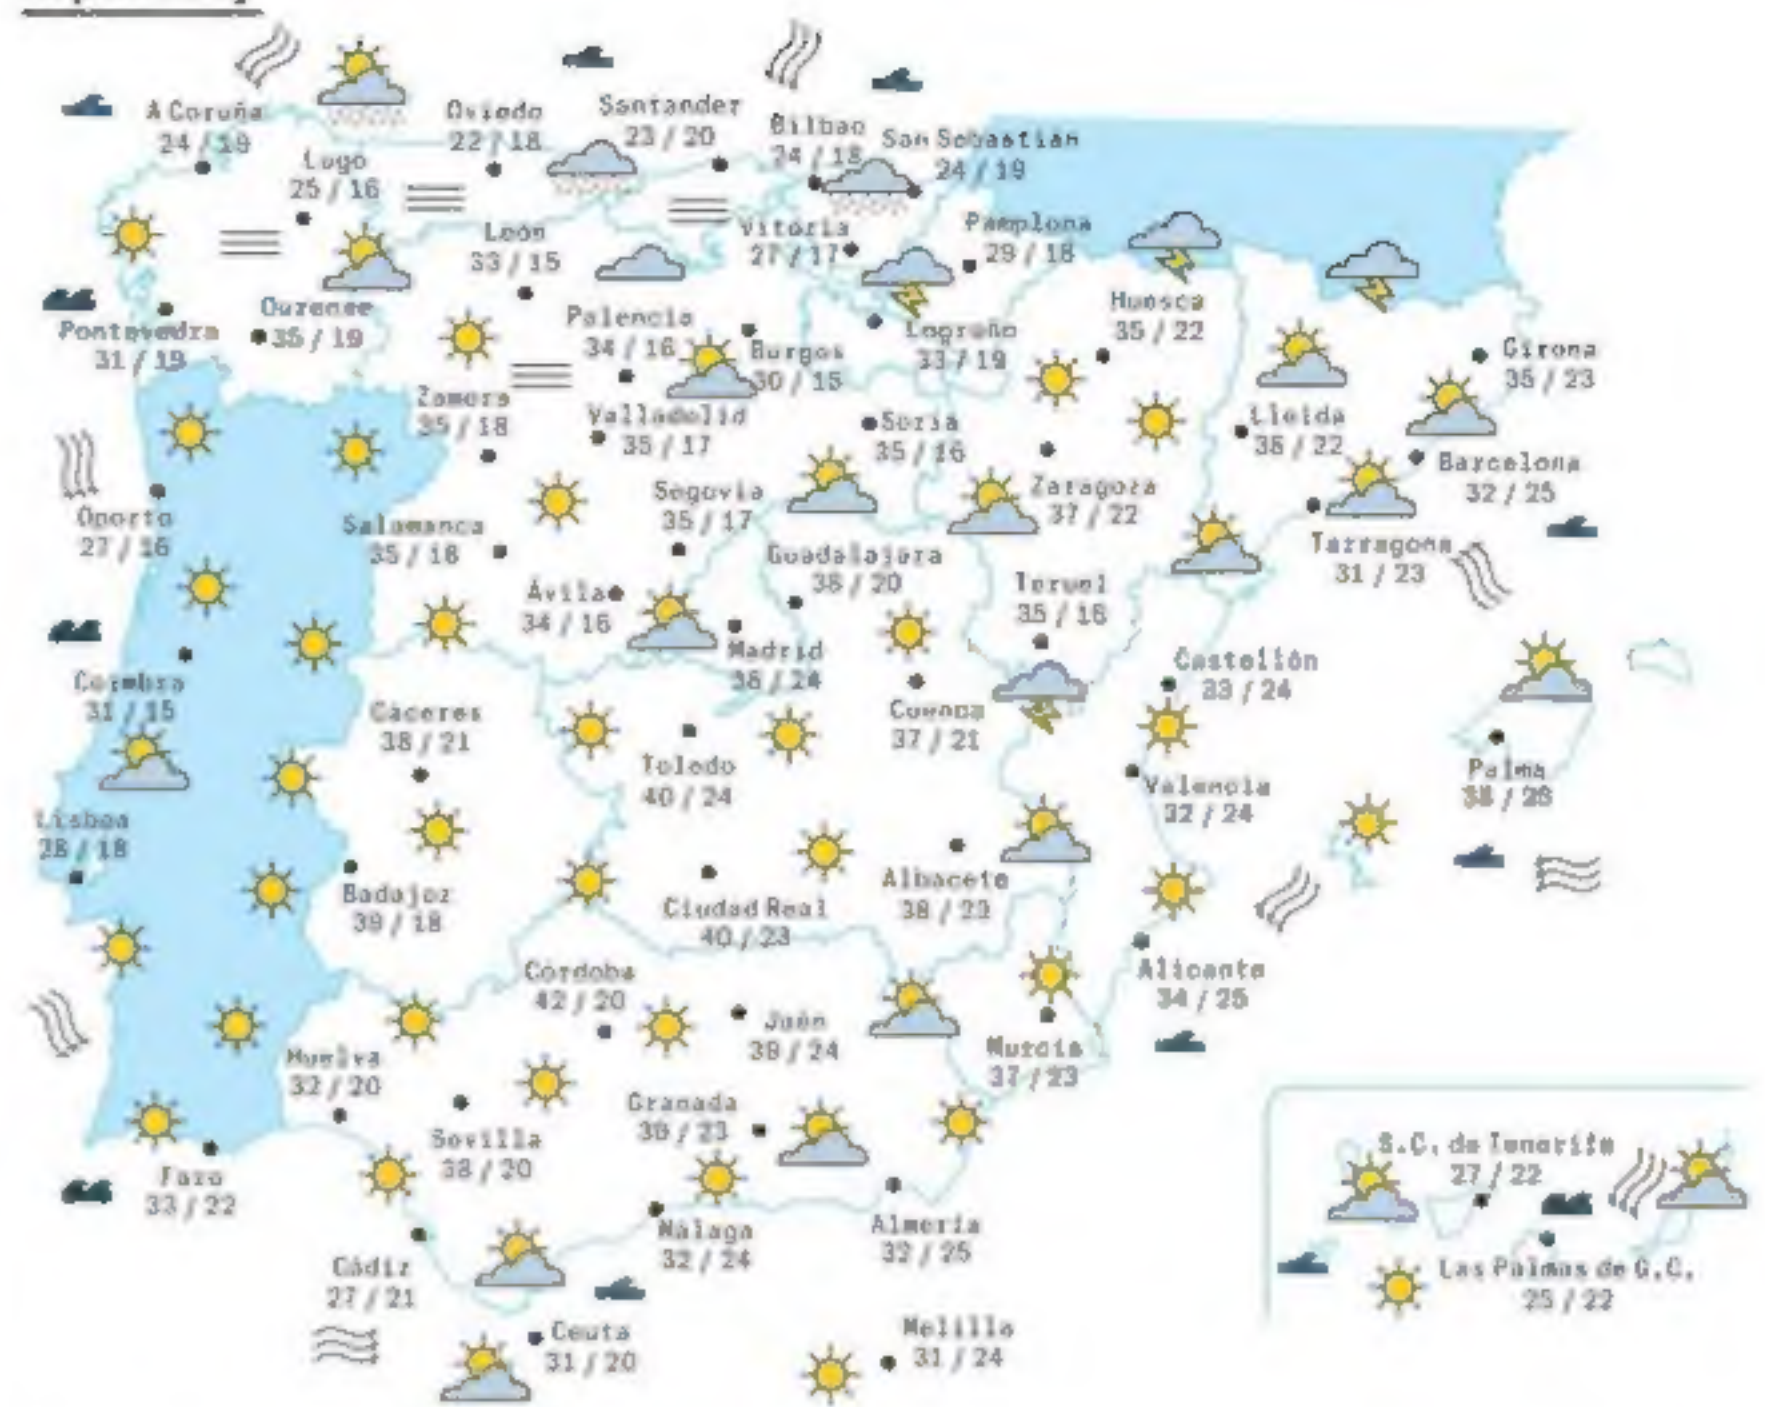 A Coruña
24 / 19
Oviedo
22 / 18
Santander
23 / 20
Bilbao
24 / 18
San Sebastián
24 / 19
Lugo
25 / 16
León
33 / 15
Vitoria
27 / 17
Pamplona
29 / 18
Pontevedra
31 / 19
Ourense
35 / 19
Palencia
34 / 16
Burgos
30 / 15
Logroño
33 / 19
Huesca
35 / 22
Girona
35 / 23
Zamora
35 / 18
Valladolid
35 / 17
Soria
35 / 16
Lleida
36 / 22
Barcelona
32 / 25
Oporto
27 / 16
Salamanca
35 / 18
Segovia
35 / 17
Zaragoza
37 / 22
Tarragona
31 / 23
Ávila
34 / 16
Guadalajara
36 / 20
Teruel
35 / 16
Madrid
36 / 24
Castellón
33 / 24
Coimbra
31 / 15
Cáceres
38 / 21
Toledo
40 / 24
Cuenca
37 / 21
Valencia
32 / 24
Palma
Lisboa
28 / 18
Badajoz
39 / 18
Ciudad Real
40 / 23
Albacete
38 / 23
Alicante
34 / 25
Córdoba
42 / 20
Jaén
39 / 24
Murcia
37 / 23
Huelva
32 / 20
Sevilla
38 / 20
Granada
39 / 23
Faro
33 / 22
Cádiz
27 / 21
Málaga
32 / 24
Almería
32 / 25
Ceuta
31 / 20
Melilla
31 / 24
S.C. de Tenerife
27 / 22
Las Palmas de G.C.
25 / 22